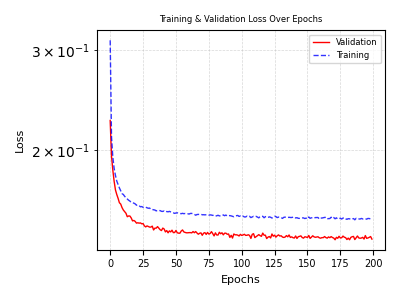 Training & Validation Loss Over Epochs
Validation
Training
3 × 10⁻¹
2 × 10⁻¹
Loss
0 25 50 75 100 125 150 175 200
Epochs